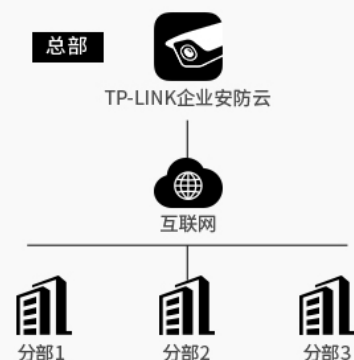 总部
TP-LINK企业安防云
互联网
分部1
分部2
分部3